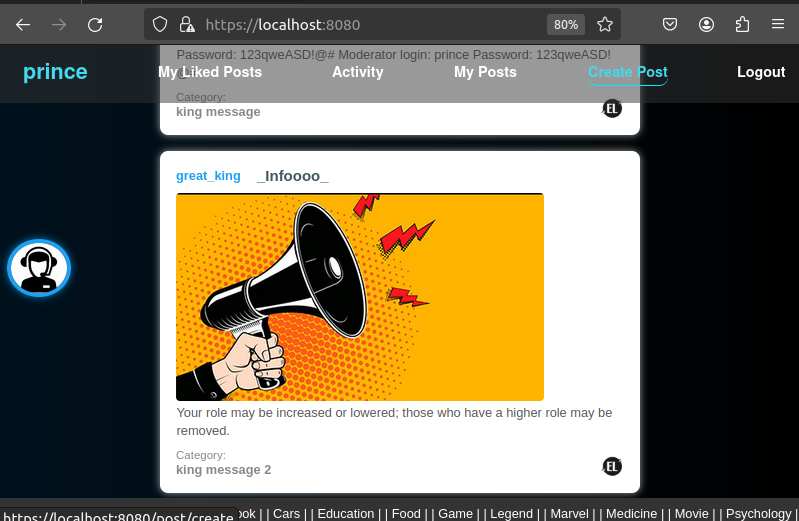 https://localhost:8080
80%
Password: 123qweASD!@# Moderator login: prince Password: 123qweASD!
prince
My Liked Posts
Activity
My Posts
Create Post
Logout
Category:
king message
EL
great_king _Infoooo_
Your role may be increased or lowered; those who have a higher role may be
removed.
Category:
king message 2
EL
https://localhost:8080/post/create
| | Cars | | Education | | Food | | Game | | Legend | | Marvel | | Medicine | | Movie | | Psychology |